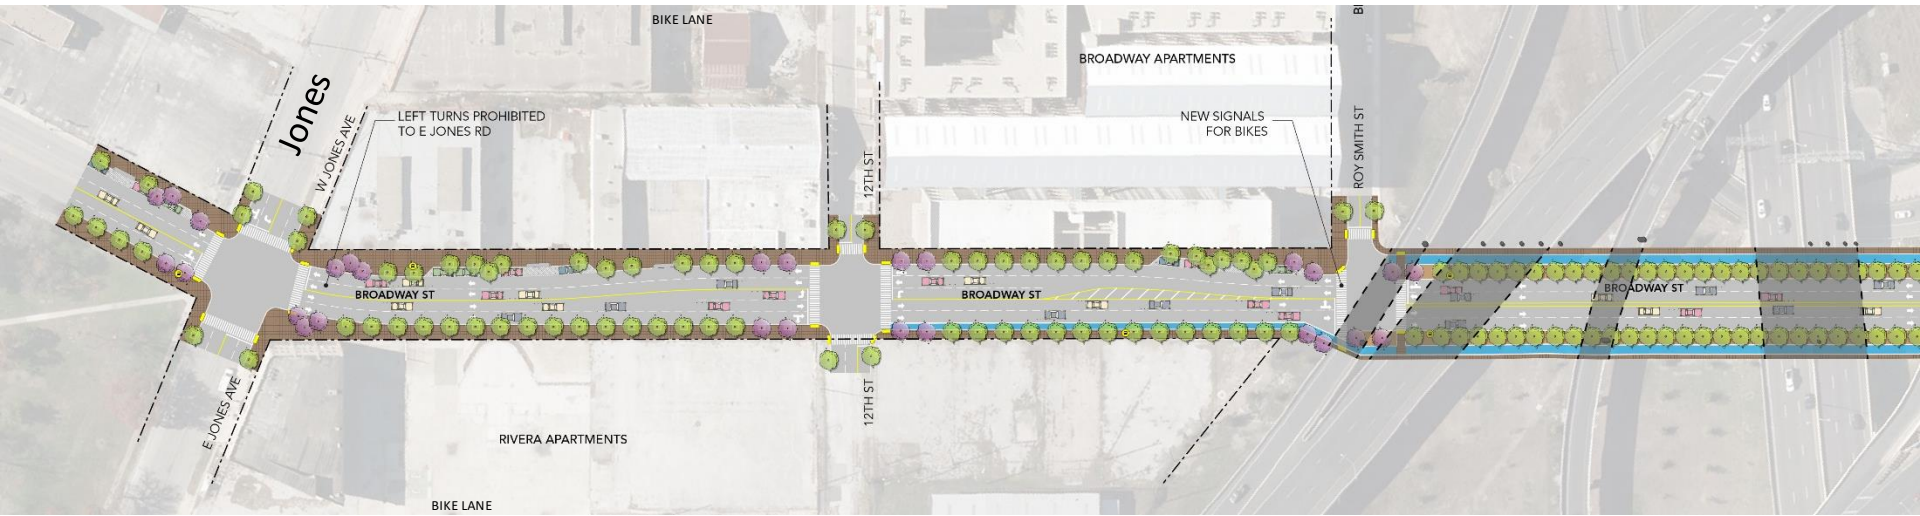 BIKE LANE
BI
BROADWAY APARTMENTS
Jones
W JONES AVE
LEFT TURNS PROHIBITED
TO E JONES RD
12TH ST
NEW SIGNALS
FOR BIKES
ROY SMITH ST
BROADWAY ST
BROADWAY ST
BROADWAY ST
E JONES AVE
12TH ST
RIVERA APARTMENTS
BIKE LANE